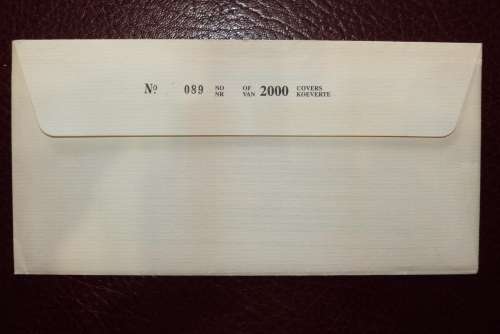 No 089 NO OF 2000 COVERS
NR VAN KOEVERTE